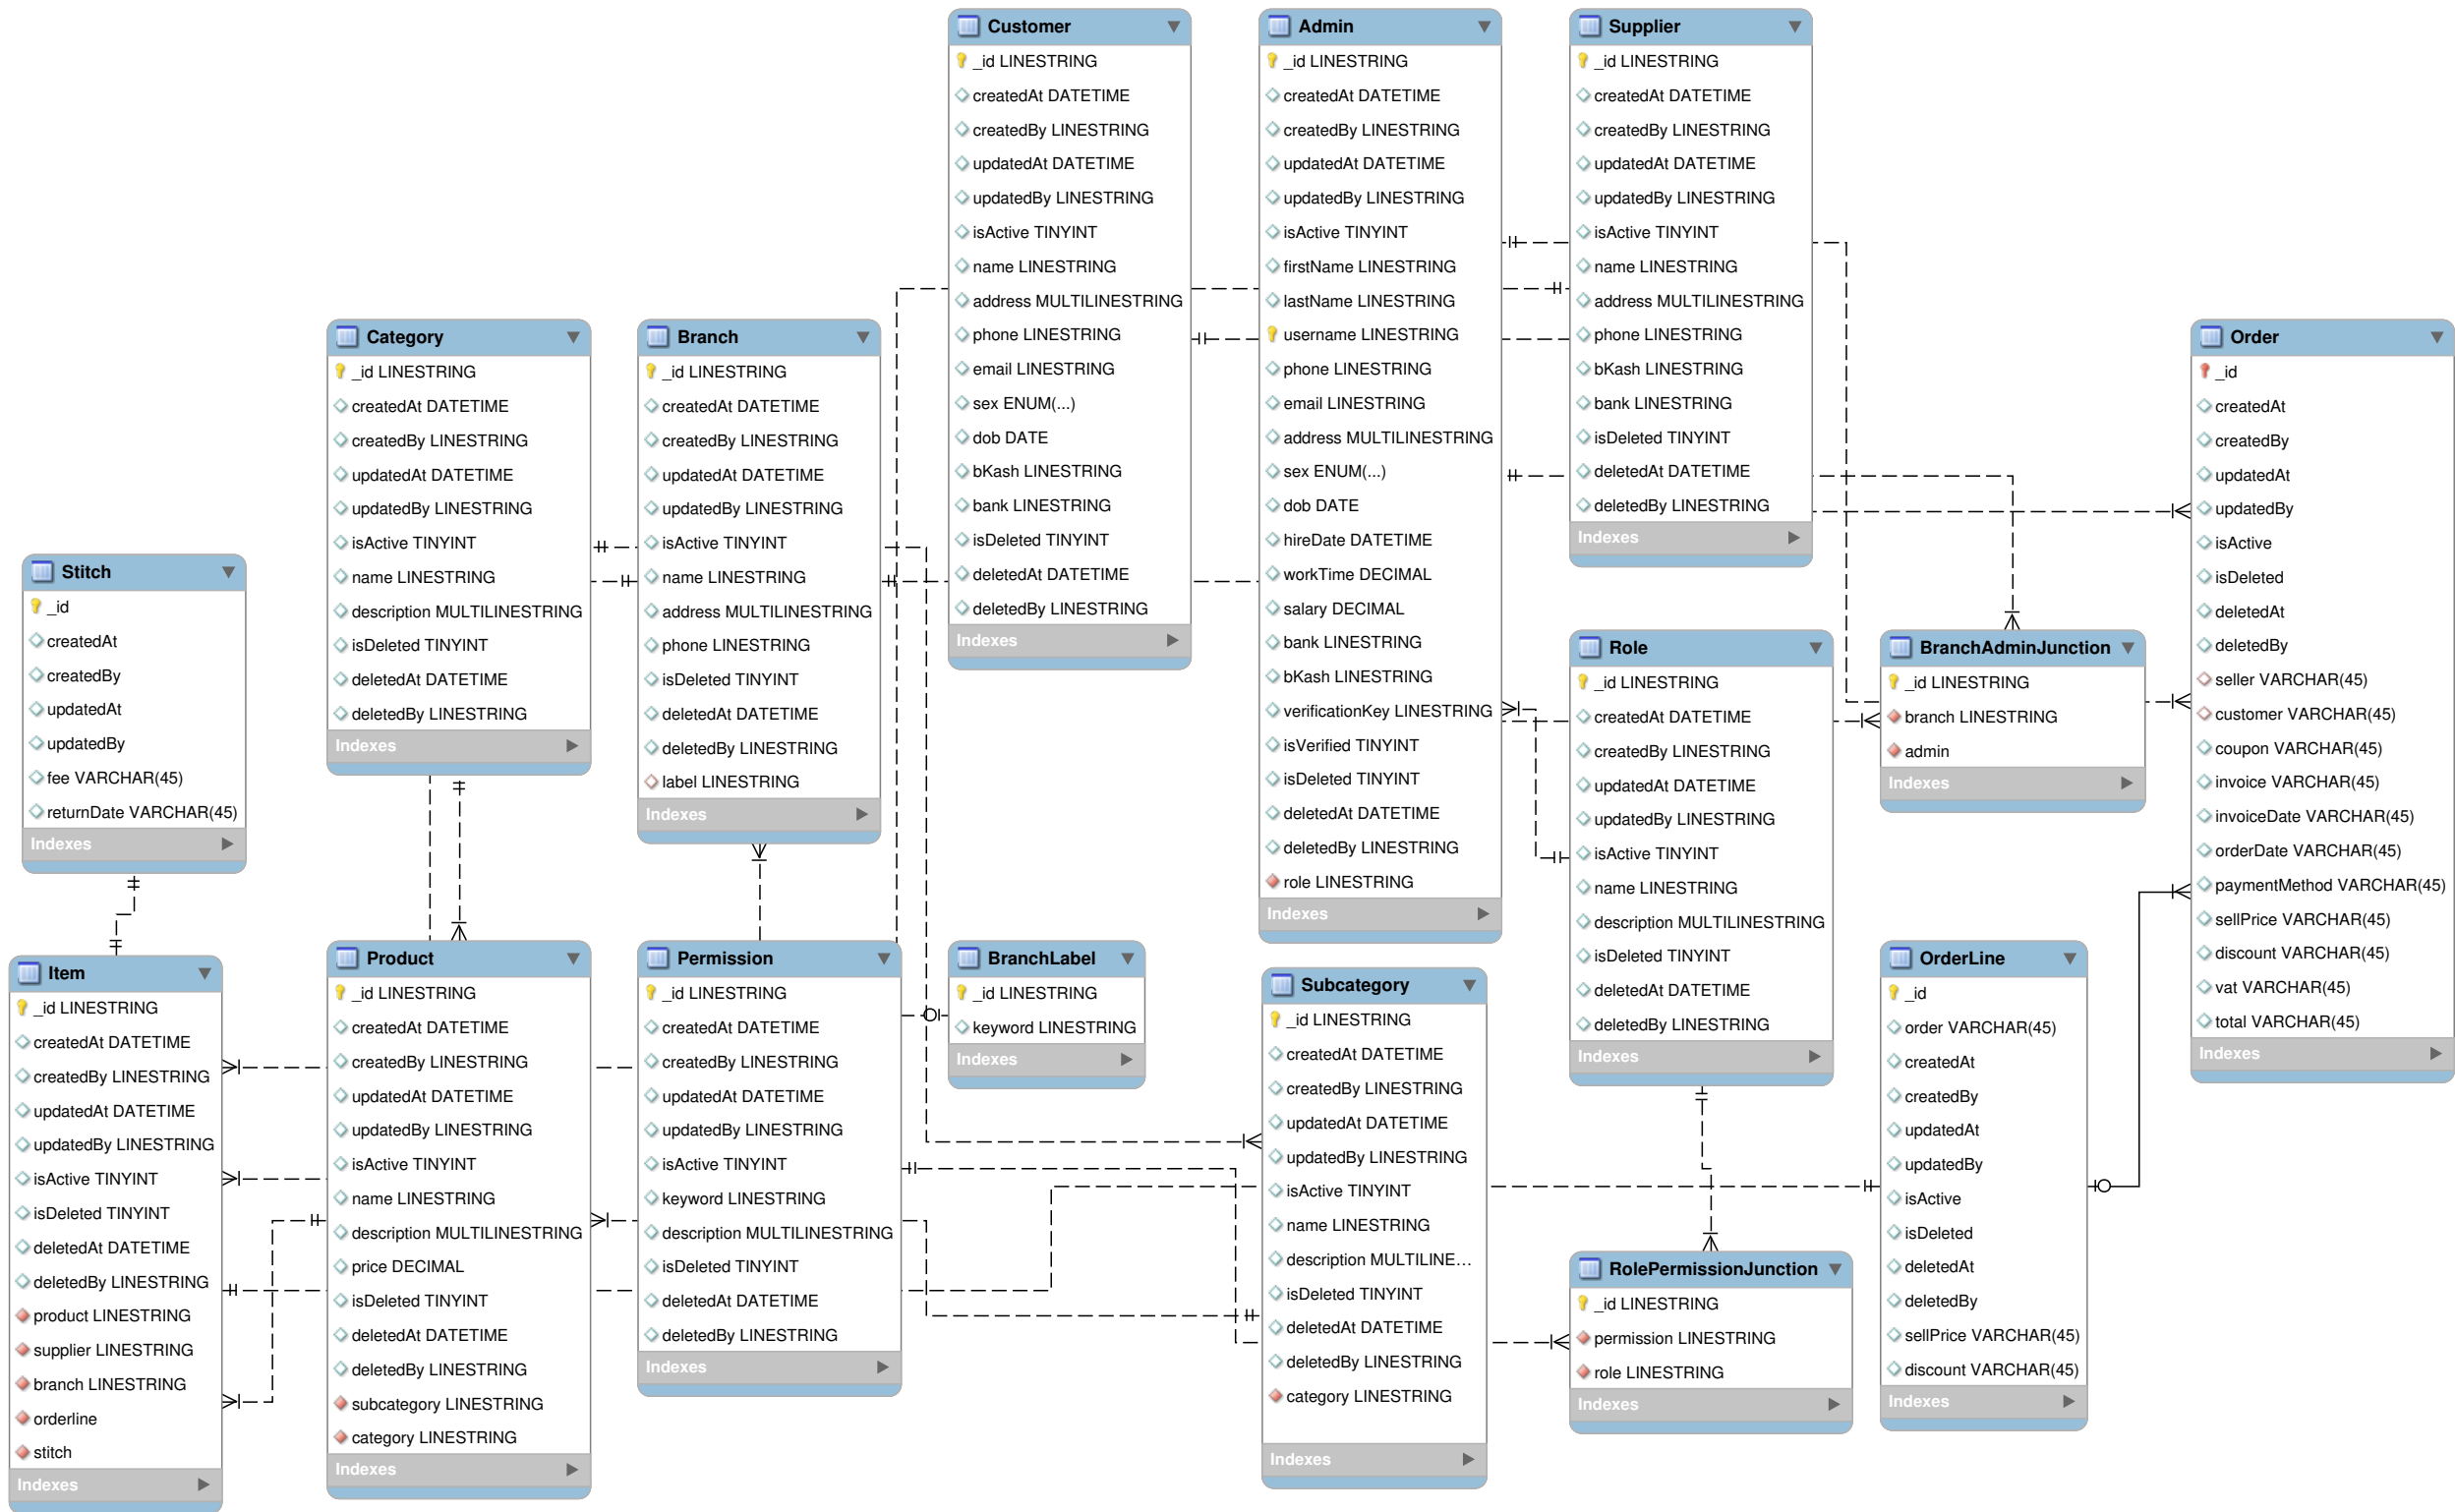 Customer
_id LINESTRING
createdAt DATETIME
createdBy LINESTRING
updatedAt DATETIME
updatedBy LINESTRING
isActive TINYINT
name LINESTRING
address MULTILINESTRING
phone LINESTRING
email LINESTRING
sex ENUM(...)
dob DATE
bKash LINESTRING
bank LINESTRING
isDeleted TINYINT
deletedAt DATETIME
deletedBy LINESTRING
Indexes
Admin
_id LINESTRING
createdAt DATETIME
createdBy LINESTRING
updatedAt DATETIME
updatedBy LINESTRING
isActive TINYINT
firstName LINESTRING
lastName LINESTRING
username LINESTRING
phone LINESTRING
email LINESTRING
address MULTILINESTRING
sex ENUM(...)
dob DATE
hireDate DATETIME
workTime DECIMAL
salary DECIMAL
bank LINESTRING
bKash LINESTRING
verificationKey LINESTRING
isVerified TINYINT
isDeleted TINYINT
deletedAt DATETIME
deletedBy LINESTRING
role LINESTRING
Indexes
Supplier
_id LINESTRING
createdAt DATETIME
createdBy LINESTRING
updatedAt DATETIME
updatedBy LINESTRING
isActive TINYINT
name LINESTRING
address MULTILINESTRING
phone LINESTRING
bKash LINESTRING
bank LINESTRING
isDeleted TINYINT
deletedAt DATETIME
deletedBy LINESTRING
Indexes
Category
_id LINESTRING
createdAt DATETIME
createdBy LINESTRING
updatedAt DATETIME
updatedBy LINESTRING
isActive TINYINT
name LINESTRING
description MULTILINESTRING
isDeleted TINYINT
deletedAt DATETIME
deletedBy LINESTRING
Indexes
Branch
_id LINESTRING
createdAt DATETIME
createdBy LINESTRING
updatedAt DATETIME
updatedBy LINESTRING
isActive TINYINT
name LINESTRING
address MULTILINESTRING
phone LINESTRING
isDeleted TINYINT
deletedAt DATETIME
deletedBy LINESTRING
label LINESTRING
Indexes
Order
_id
createdAt
createdBy
updatedAt
updatedBy
isActive
isDeleted
deletedAt
deletedBy
seller VARCHAR(45)
customer VARCHAR(45)
coupon VARCHAR(45)
invoice VARCHAR(45)
invoiceDate VARCHAR(45)
orderDate VARCHAR(45)
paymentMethod VARCHAR(45)
sellPrice VARCHAR(45)
discount VARCHAR(45)
vat VARCHAR(45)
total VARCHAR(45)
Indexes
Stitch
_id
createdAt
createdBy
updatedAt
updatedBy
fee VARCHAR(45)
returnDate VARCHAR(45)
Indexes
Role
_id LINESTRING
createdAt DATETIME
createdBy LINESTRING
updatedAt DATETIME
updatedBy LINESTRING
isActive TINYINT
name LINESTRING
description MULTILINESTRING
isDeleted TINYINT
deletedAt DATETIME
deletedBy LINESTRING
Indexes
BranchAdminJunction
_id LINESTRING
branch LINESTRING
admin
Indexes
Item
_id LINESTRING
createdAt DATETIME
createdBy LINESTRING
updatedAt DATETIME
updatedBy LINESTRING
isActive TINYINT
isDeleted TINYINT
deletedAt DATETIME
deletedBy LINESTRING
product LINESTRING
supplier LINESTRING
branch LINESTRING
orderline
stitch
Indexes
Product
_id LINESTRING
createdAt DATETIME
createdBy LINESTRING
updatedAt DATETIME
updatedBy LINESTRING
isActive TINYINT
name LINESTRING
description MULTILINESTRING
price DECIMAL
isDeleted TINYINT
deletedAt DATETIME
deletedBy LINESTRING
subcategory LINESTRING
category LINESTRING
Indexes
Permission
_id LINESTRING
createdAt DATETIME
createdBy LINESTRING
updatedAt DATETIME
updatedBy LINESTRING
isActive TINYINT
keyword LINESTRING
description MULTILINESTRING
isDeleted TINYINT
deletedAt DATETIME
deletedBy LINESTRING
Indexes
BranchLabel
_id LINESTRING
keyword LINESTRING
Indexes
Subcategory
_id LINESTRING
createdAt DATETIME
createdBy LINESTRING
updatedAt DATETIME
updatedBy LINESTRING
isActive TINYINT
name LINESTRING
description MULTILINE...
isDeleted TINYINT
deletedAt DATETIME
deletedBy LINESTRING
category LINESTRING
Indexes
OrderLine
_id
order VARCHAR(45)
createdAt
createdBy
updatedAt
updatedBy
isActive
isDeleted
deletedAt
deletedBy
sellPrice VARCHAR(45)
discount VARCHAR(45)
Indexes
RolePermissionJunction
_id LINESTRING
permission LINESTRING
role LINESTRING
Indexes